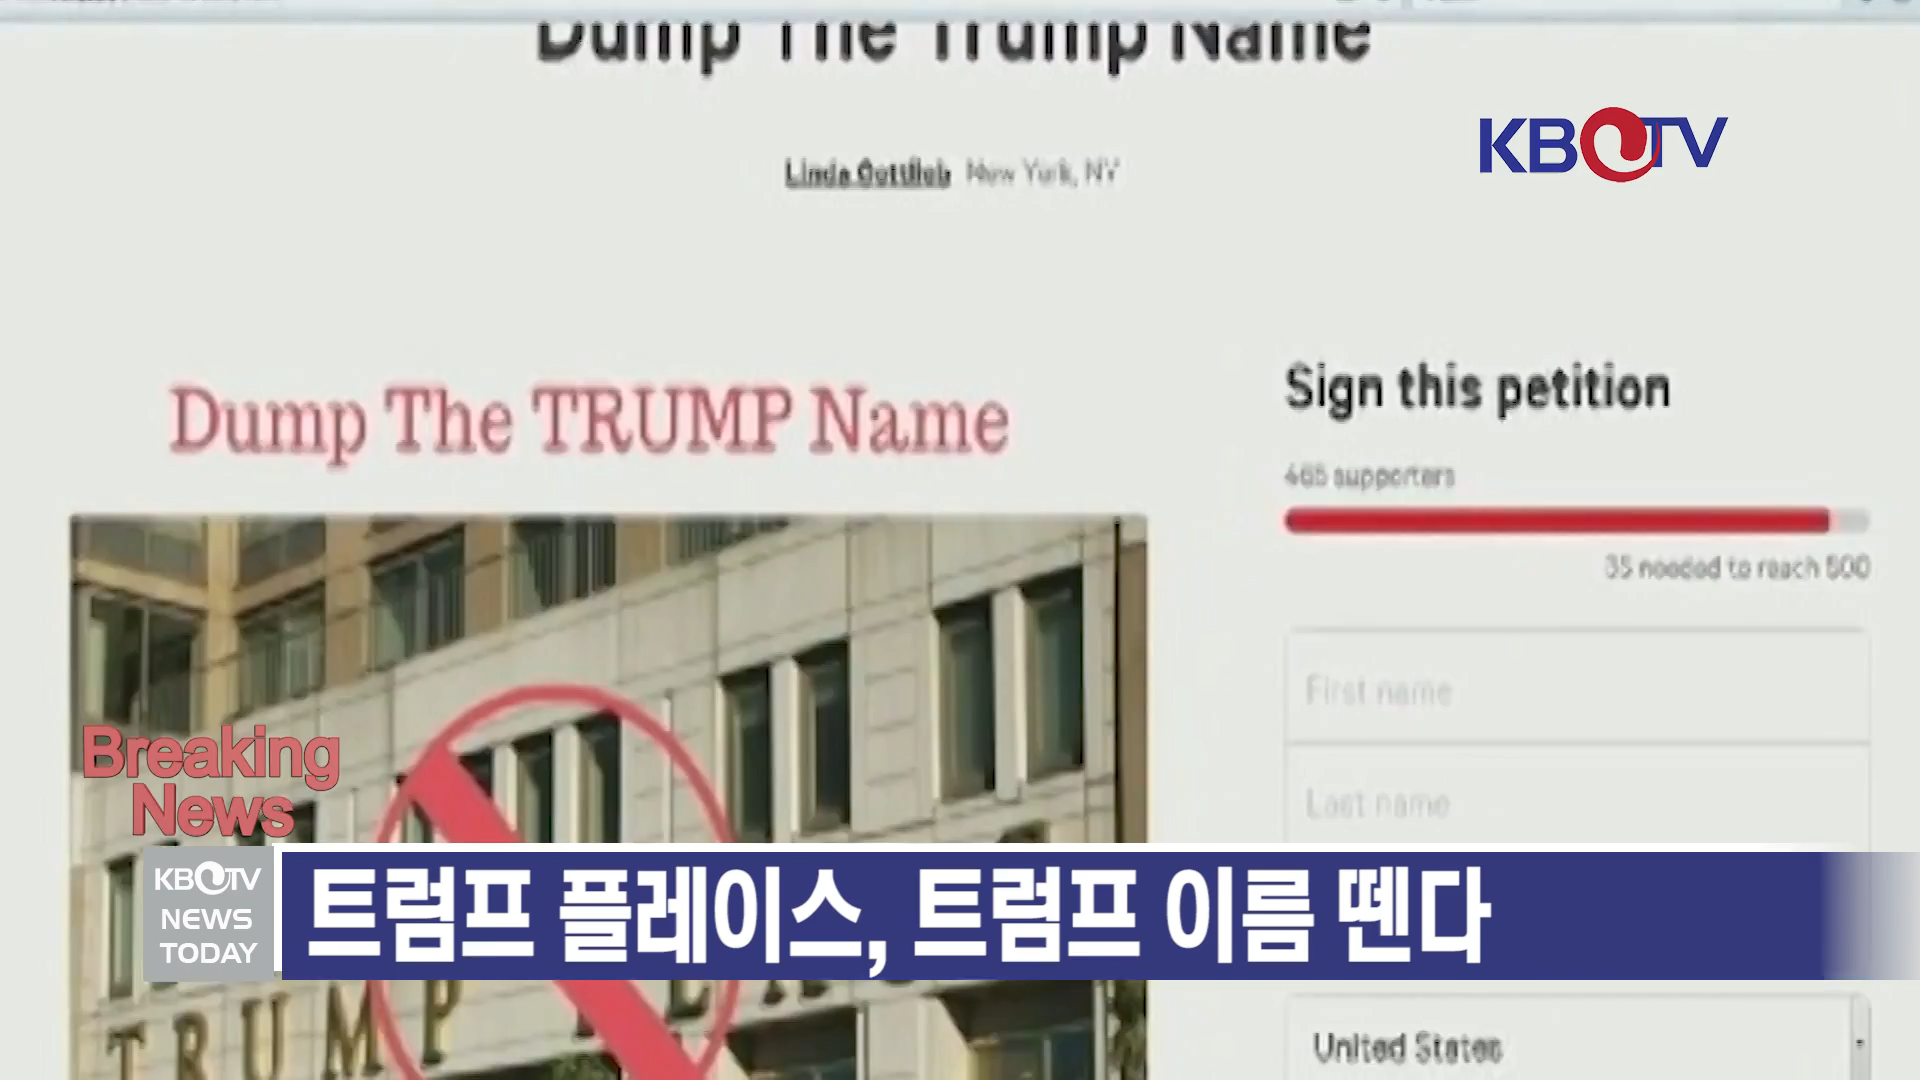 Dump The Trump Name
KBTV
Linda Gottlieb New York, NY
Dump The TRUMP Name
Sign this petition
465 supporters
35 needed to reach 500
First name
Last name
Breaking
News
KBTV
NEWS
TODAY
트럼프 플레이스, 트럼프 이름 뗀다
TRUMP
United States